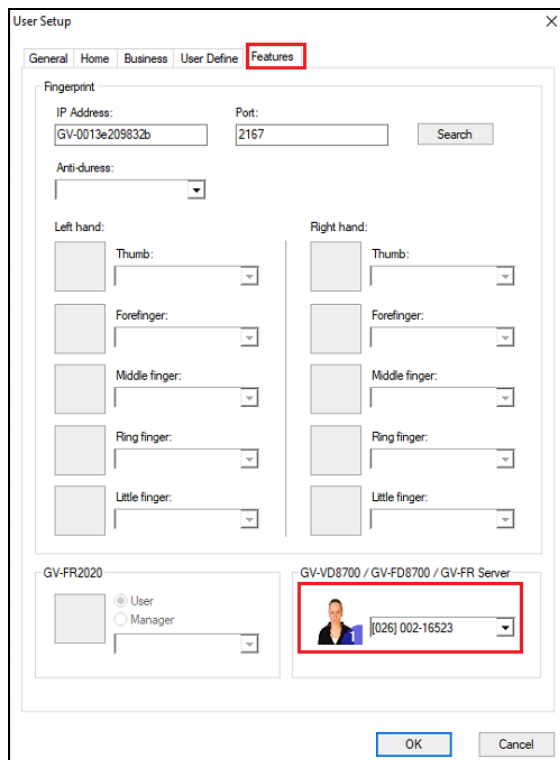 User Setup
General Home Business User Define Features
Fingerprint
IP Address: Port:
GV-0013e209832b 2167 Search
Anti-duress:
Left hand: Right hand:
Thumb: Thumb:
Forefinger: Forefinger:
Middle finger: Middle finger:
Ring finger: Ring finger:
Little finger: Little finger:
GV-FR2020 GV-VD8700 / GV-FD8700 / GV-FR Server
User
Manager
1
[026] 002-16523
OK Cancel